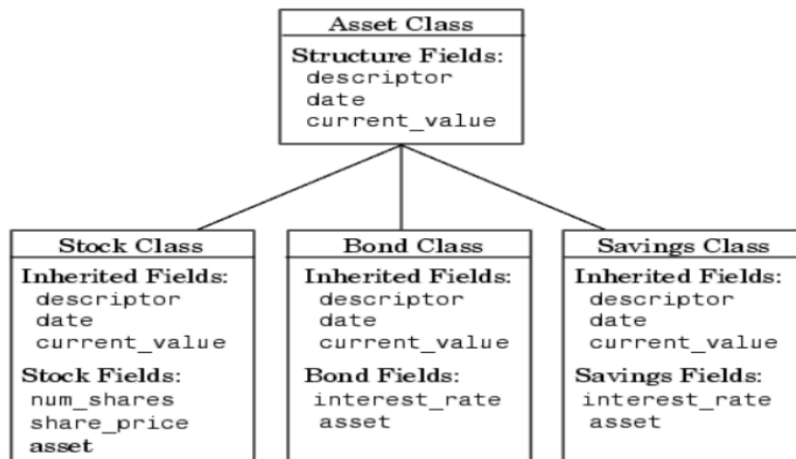 Asset Class
Structure Fields:
descriptor
date
current_value
Stock Class
Inherited Fields:
descriptor
date
current_value
Stock Fields:
num_shares
share_price
asset
Bond Class
Inherited Fields:
descriptor
date
current_value
Bond Fields:
interest_rate
asset
Savings Class
Inherited Fields:
descriptor
date
current_value
Savings Fields:
interest_rate
asset